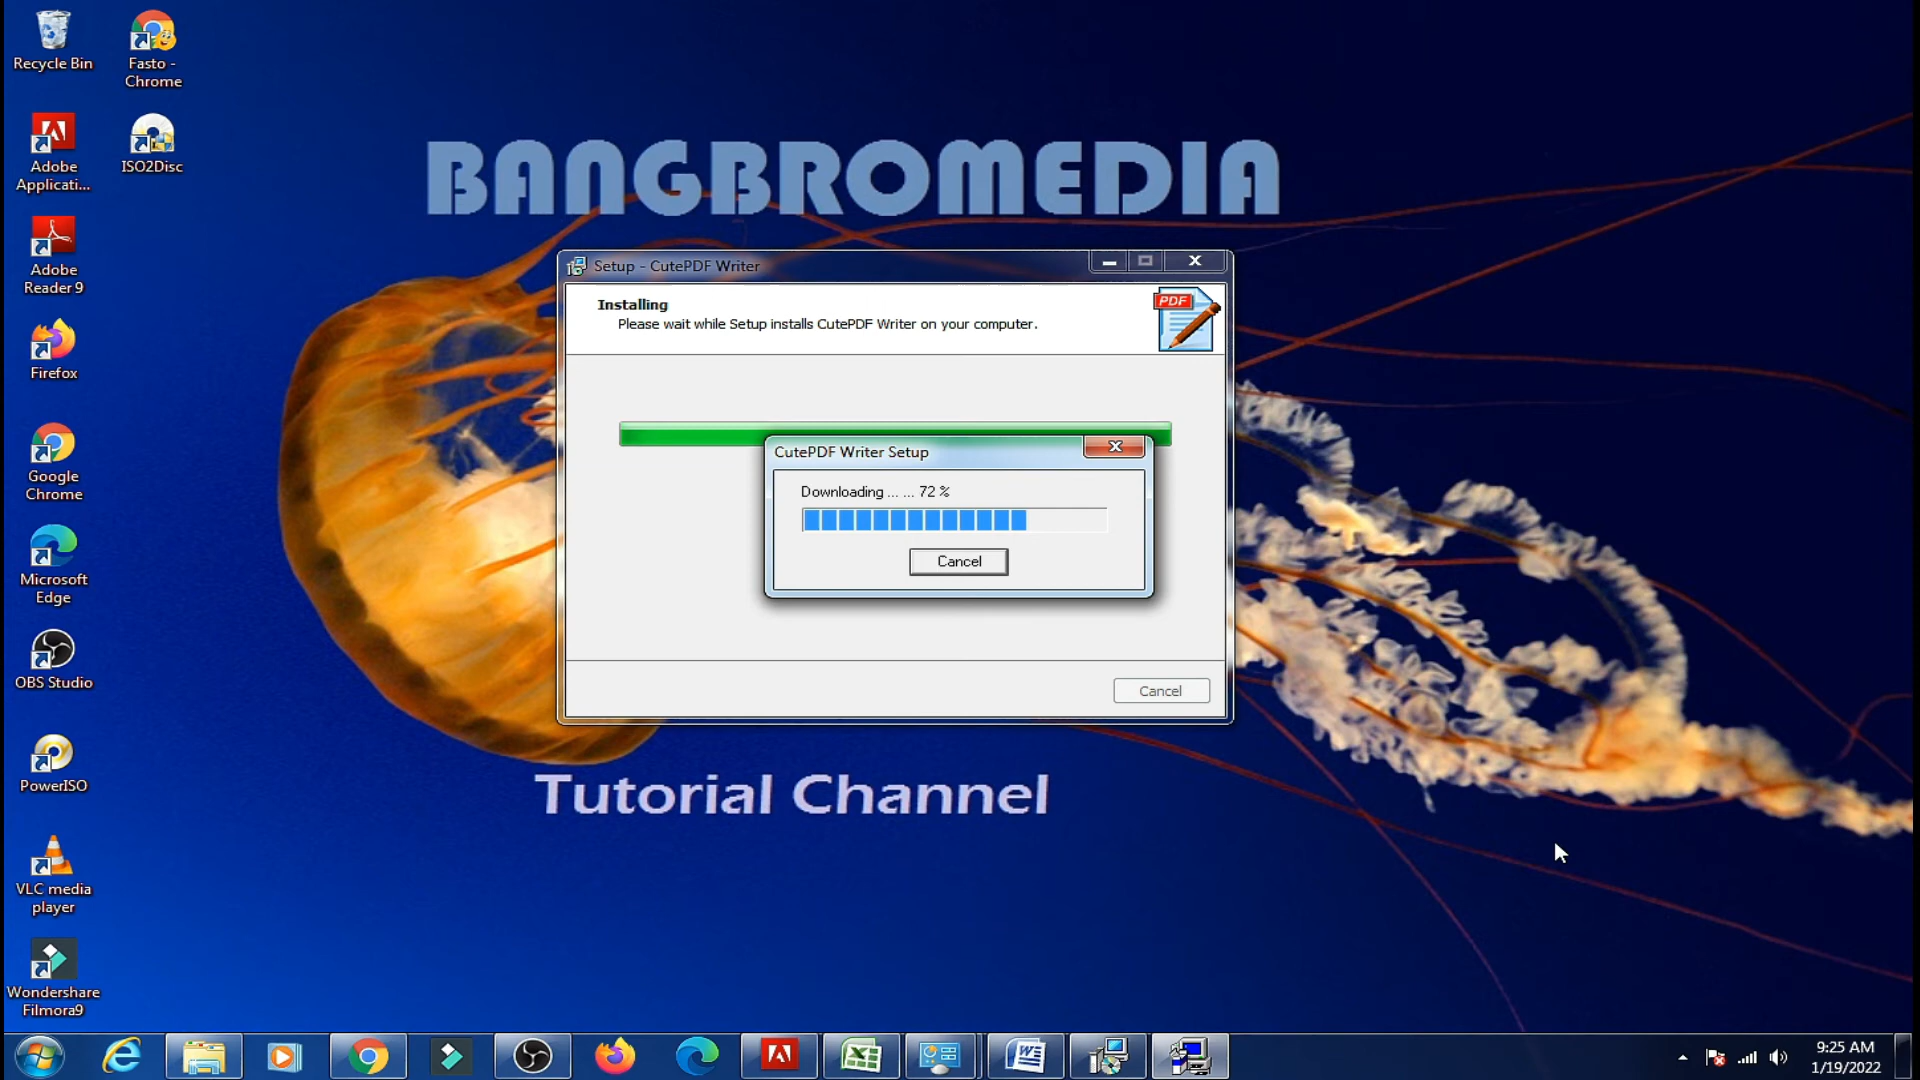 Recycle Bin
Fasto -
Chrome
Adobe
Applicati...
ISO2Disc
Adobe
Reader 9
Firefox
Google
Chrome
Microsoft
Edge
OBS Studio
PowerISO
VLC media
player
Wondershare
Filmora9
BANGBROMEDIA
Setup - CutePDF Writer
Installing
Please wait while Setup installs CutePDF Writer on your computer.
PDF
CutePDF Writer Setup
Downloading ... ... 72 %
Cancel
Cancel
Tutorial Channel
9:25 AM
1/19/2022